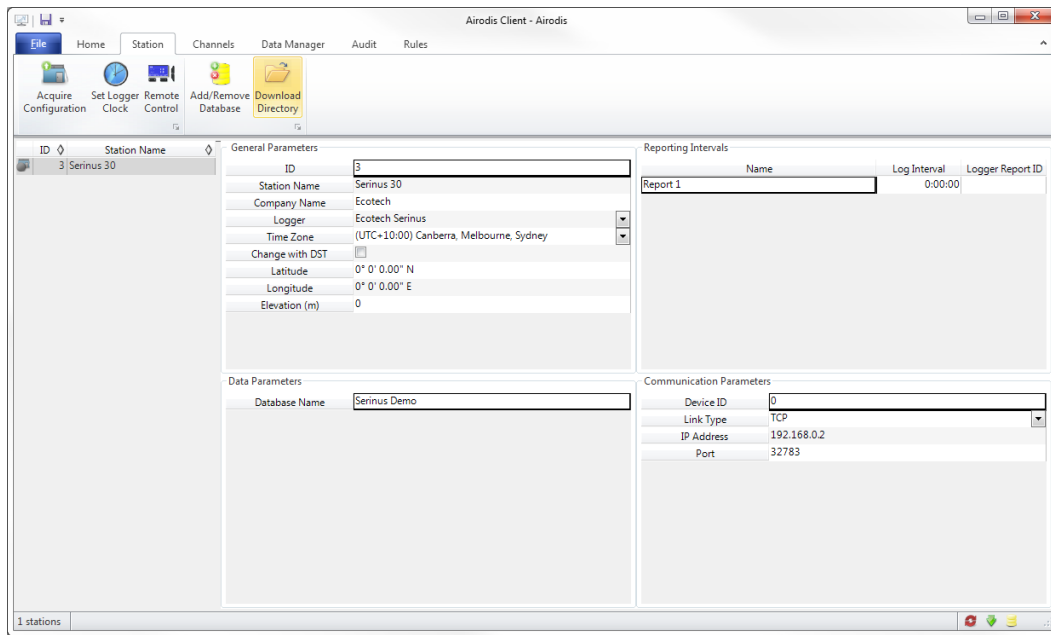 Airodis Client - Airodis
File Home Station Channels Data Manager Audit Rules
Acquire Configuration
Set Logger Clock
Remote Control
Add/Remove Database
Download Directory
ID Station Name
3 Serinus 30
General Parameters
ID 3
Station Name Serinus 30
Company Name Ecotech
Logger Ecotech Serinus
Time Zone (UTC+10:00) Canberra, Melbourne, Sydney
Change with DST
Latitude 0° 0' 0.00" N
Longitude 0° 0' 0.00" E
Elevation (m) 0
Reporting Intervals
Name Log Interval Logger Report ID
Report 1 0:00:00
Data Parameters
Database Name Serinus Demo
Communication Parameters
Device ID 0
Link Type TCP
IP Address 192.168.0.2
Port 32783
1 stations